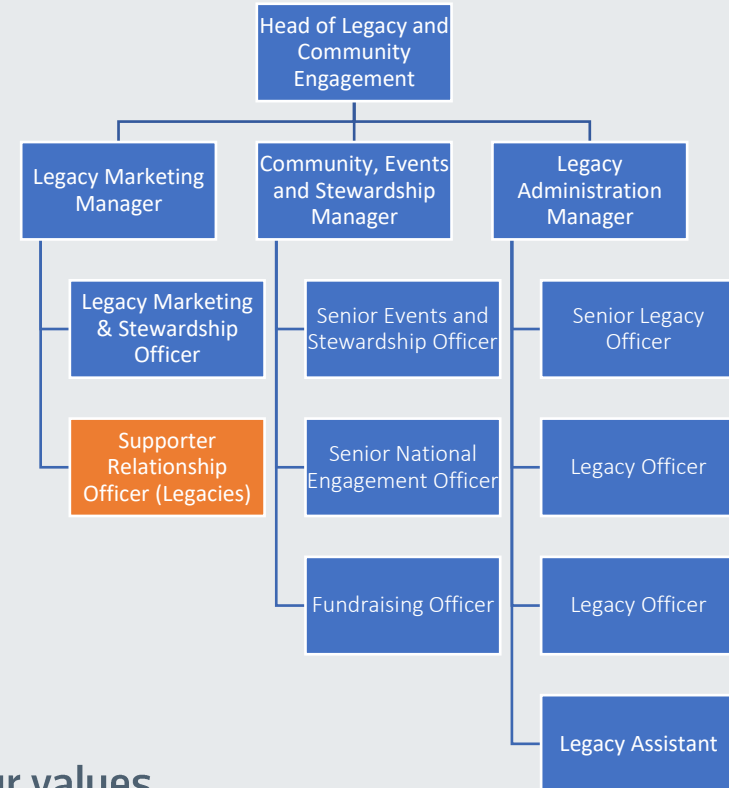 Head of Legacy and
Community
Engagement
Legacy Marketing
Manager
Community, Events
and Stewardship
Manager
Legacy
Administration
Manager
Legacy Marketing
& Stewardship
Officer
Senior Events and
Stewardship Officer
Senior Legacy
Officer
Supporter
Relationship
Officer (Legacies)
Senior National
Engagement Officer
Legacy Officer
Fundraising Officer
Legacy Officer
Legacy Assistant
values